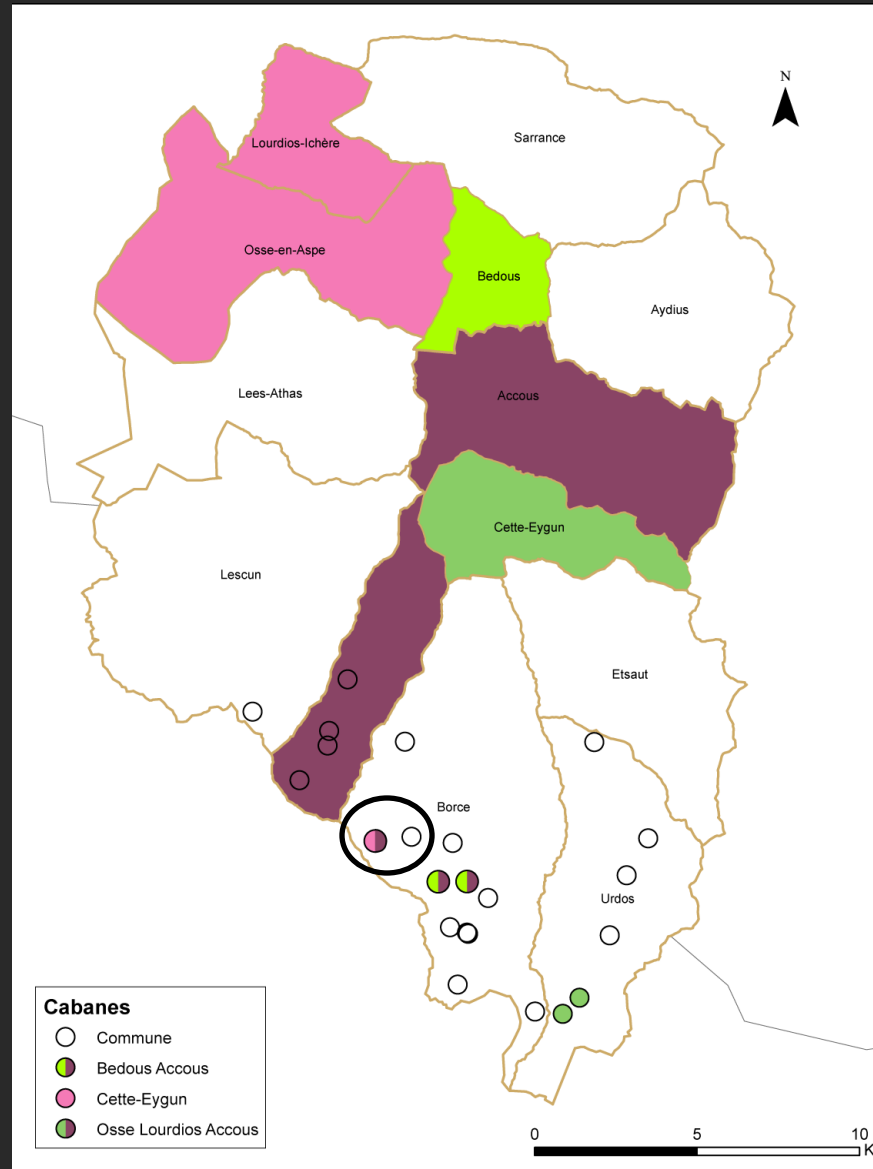 N
Lourdios-Ichère
Sarrance
Osse-en-Aspe
Bedous
Aydius
Lees-Athas
Accous
Cette-Eygun
Lescun
Etsaut
Borce
Urdos
Cabanes
Commune
Bedous Accous
Cette-Eygun
Osse Lourdios Accous
0 5 10
K